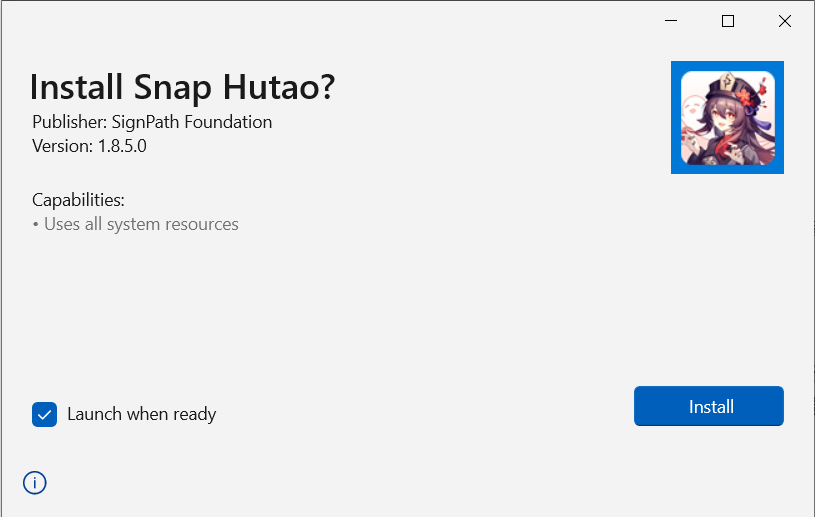 Install Snap Hutao?
Publisher: SignPath Foundation
Version: 1.8.5.0
Capabilities:
• Uses all system resources
Launch when ready
Install